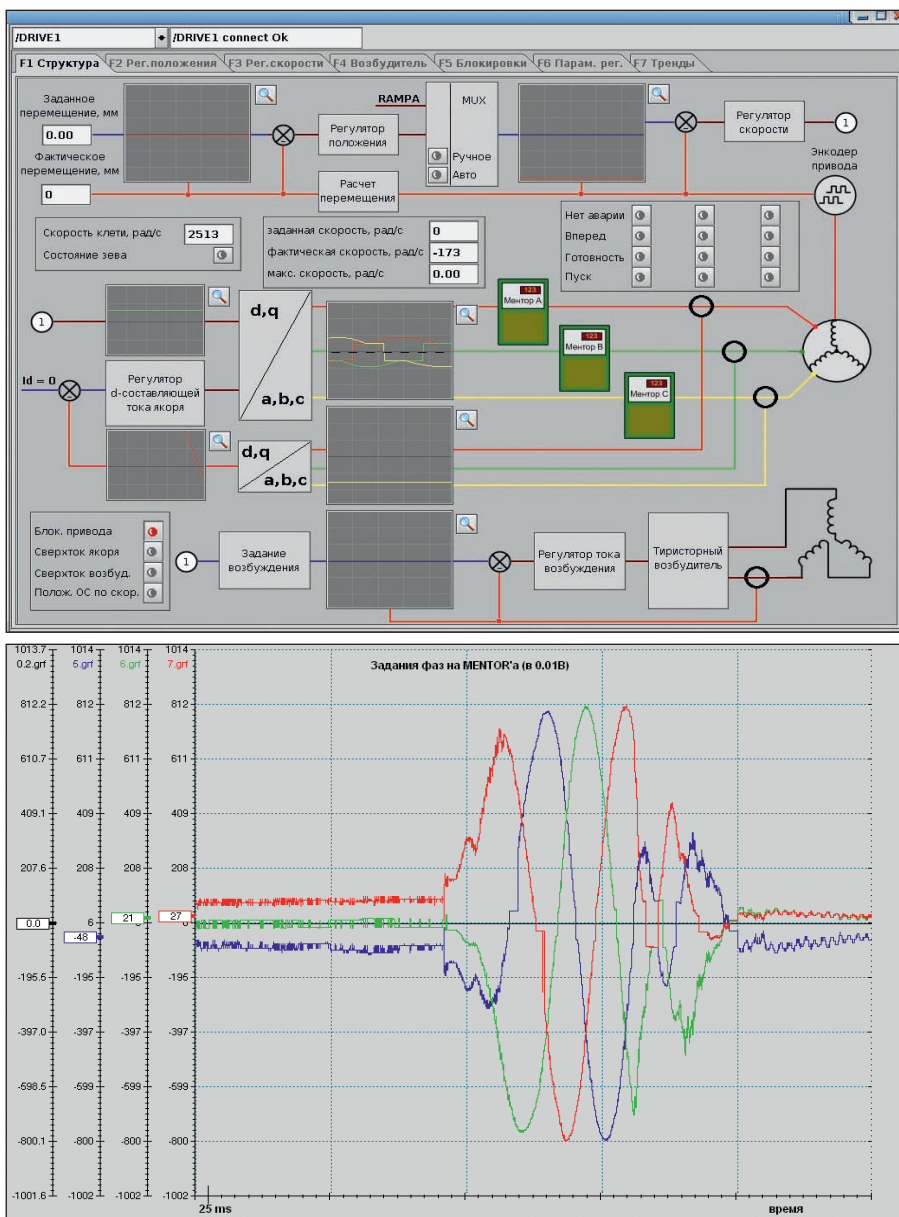 /DRIVE1
/DRIVE1 connect Ok
F1 Структура
F2 Рег.положения
F3 Рег.скорости
F4 Возбудитель
F5 Блокировки
F6 Парам. рег.
F7 Тренды
Заданное
перемещение, мм
0.00
Фактическое
перемещение, мм
0
Регулятор
положения
Расчет
перемещения
RAMPA
MUX
Ручное
Авто
Регулятор
скорости
1
Энкодер
привода
Скорость клети, рад/с
2513
Состояние зева
заданная скорость, рад/с
0
фактическая скорость, рад/с
-173
макс. скорость, рад/с
0.00
Нет аварии
Вперед
Готовность
Пуск
1
d,q
a,b,c
123
Ментор A
123
Ментор B
123
Ментор C
Id = 0
Регулятор
d-составляющей
тока якоря
d,q
a,b,c
Блок. привода
Сверхток якоря
Сверхток возбуд.
Полож. ОС по скор.
1
Задание
возбуждения
Регулятор тока
возбуждения
Тиристорный
возбудитель
1013.7 1014 1014 1014
0.2.grf 5.grf 6.grf 7.grf
Задания фаз на MENTOR'а (в 0.01В)
812.2 812 812 812
610.7 611 611 611
409.1 409 409 409
207.6 208 208 208
0.0 6 21 27
-48
-195.5 -195 -195 -195
-397.0 -397 -397 -397
-598.5 -599 -599 -599
-800.1 -800 -800 -800
-1001.6 -1002 -1002 -1002
25 ms
время